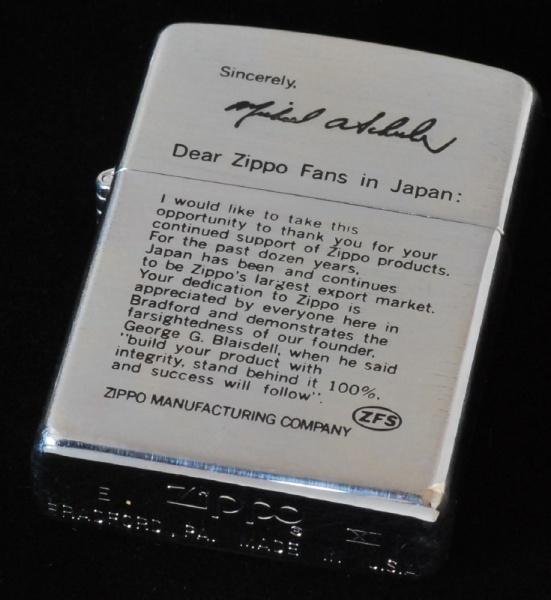 Sincerely,
Dear Zippo Fans in Japan:
I would like to take this
opportunity to thank you for your
continued support of Zippo products.
For the past dozen years,
Japan has been and continues
to be Zippo's largest export market.
Your dedication to Zippo is
appreciated by everyone here in
Bradford and demonstrates the
farsightedness of our founder,
George G. Blaisdell, when he said
"build your product with
integrity, stand behind it 100%,
and success will follow".
ZIPPO MANUFACTURING COMPANY
ZFS
E Zippo ® XI
BRADFORD, PA. MADE IN U.S.A.